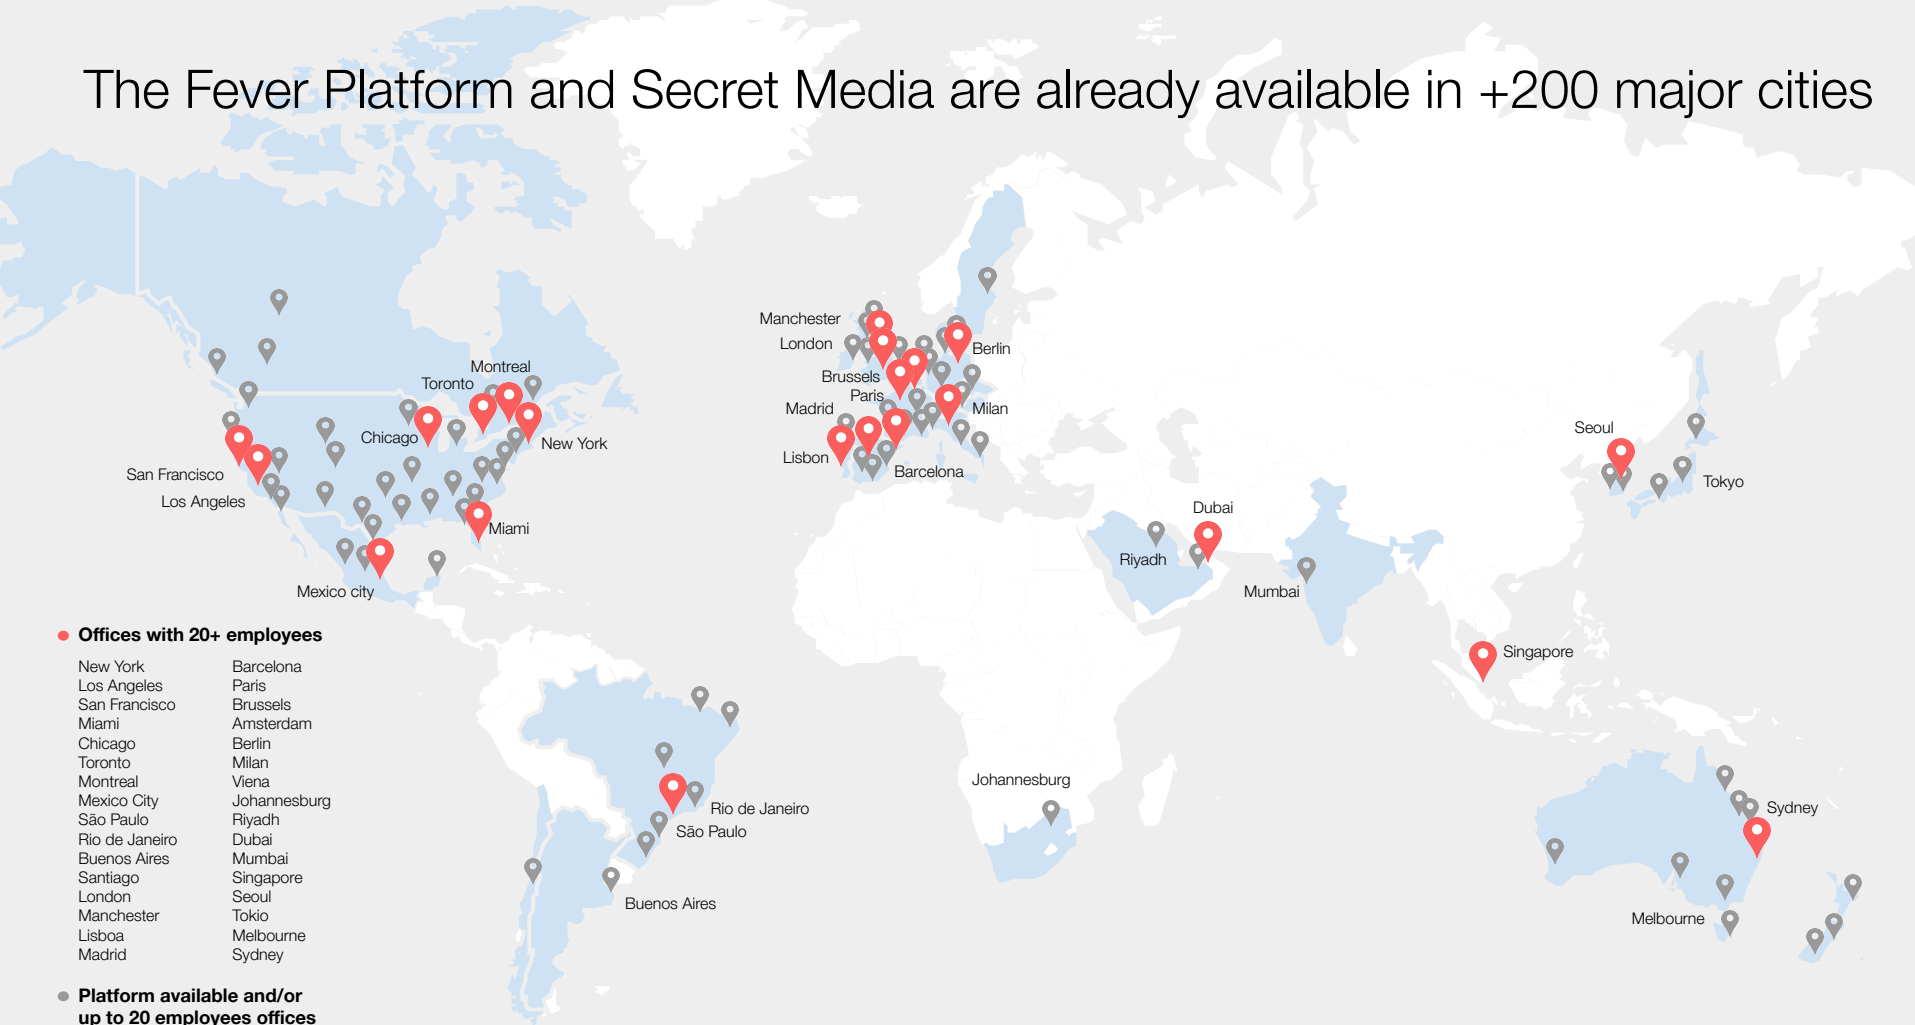 The Fever Platform and Secret Media are already available in +200 major cities
Manchester
London
Berlin
Montreal
Toronto
Brussels
Paris
Madrid
Milan
Chicago
New York
Seoul
Lisbon
Barcelona
San Francisco
Tokyo
Los Angeles
Dubai
Miami
Riyadh
Mexico city
Mumbai
Singapore
Johannesburg
Rio de Janeiro
Sydney
São Paulo
Buenos Aires
Melbourne
Offices with 20+ employees
New York
Los Angeles
San Francisco
Miami
Chicago
Toronto
Montreal
Mexico City
São Paulo
Rio de Janeiro
Buenos Aires
Santiago
London
Manchester
Lisboa
Madrid
Barcelona
Paris
Brussels
Amsterdam
Berlin
Milan
Viena
Johannesburg
Riyadh
Dubai
Mumbai
Singapore
Seoul
Tokio
Melbourne
Sydney
Platform available and/or
up to 20 employees offices